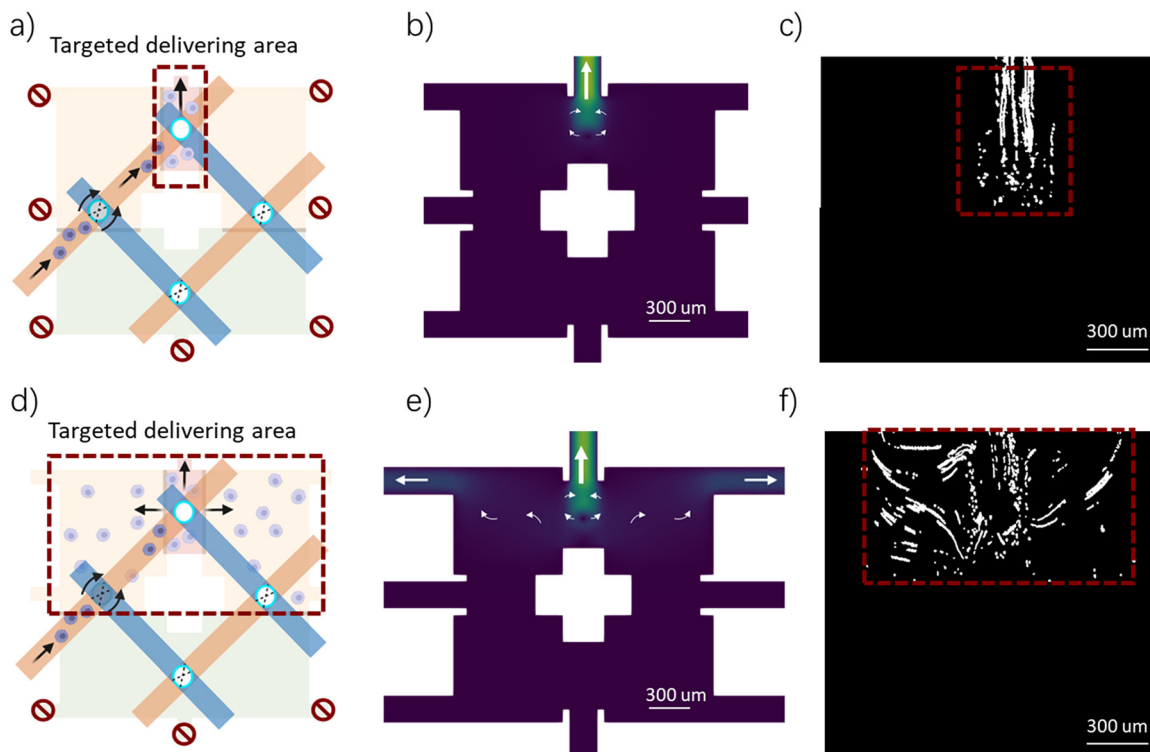 a)
Targeted delivering area
b)
300 um
c)
300 um
d)
Targeted delivering area
e)
300 um
f)
300 um